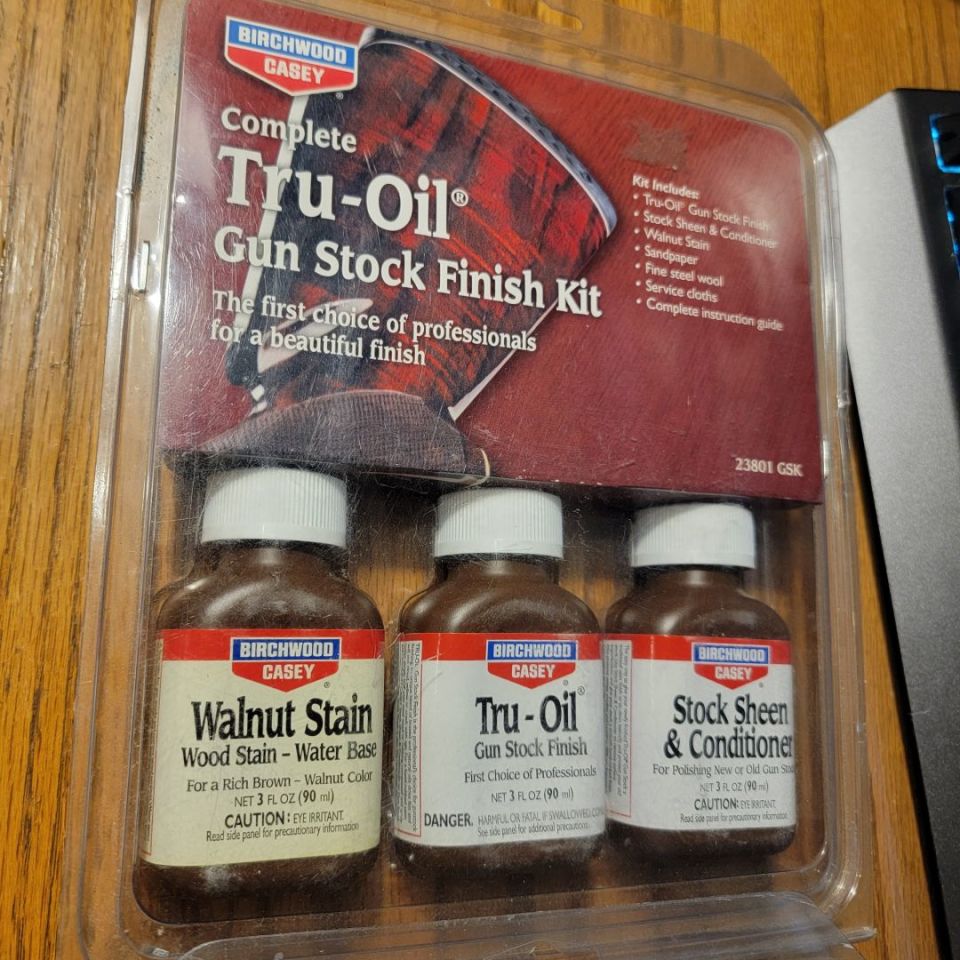 BIRCHWOOD
CASEY
®
Complete
Tru-Oil®
Gun Stock Finish Kit
The first choice of professionals
for a beautiful finish
Kit Includes:
• Tru-Oil® Gun Stock Finish
• Stock Sheen & Conditioner
• Walnut Stain
• Sandpaper
• Fine steel wool
• Service cloths
• Complete instruction guide
23801 GSK
BIRCHWOOD
CASEY
®
Walnut Stain
Wood Stain – Water Base
For a Rich Brown – Walnut Color
NET 3 FL OZ (90 ml)
CAUTION: EYE IRRITANT.
Read side panel for precautionary information
BIRCHWOOD
CASEY
®
Tru-Oil®
Gun Stock Finish
First Choice of Professionals
NET 3 FL OZ (90 ml)
DANGER. HARMFUL OR FATAL IF SWALLOWED.
See side panel for additional precautions.
BIRCHWOOD
CASEY
®
Stock Sheen
& Conditioner
For Polishing New or Old Gun
NET 3 FL OZ (90 ml)
CAUTION: EYE IRRITANT.
Read side panel for precautionary information.